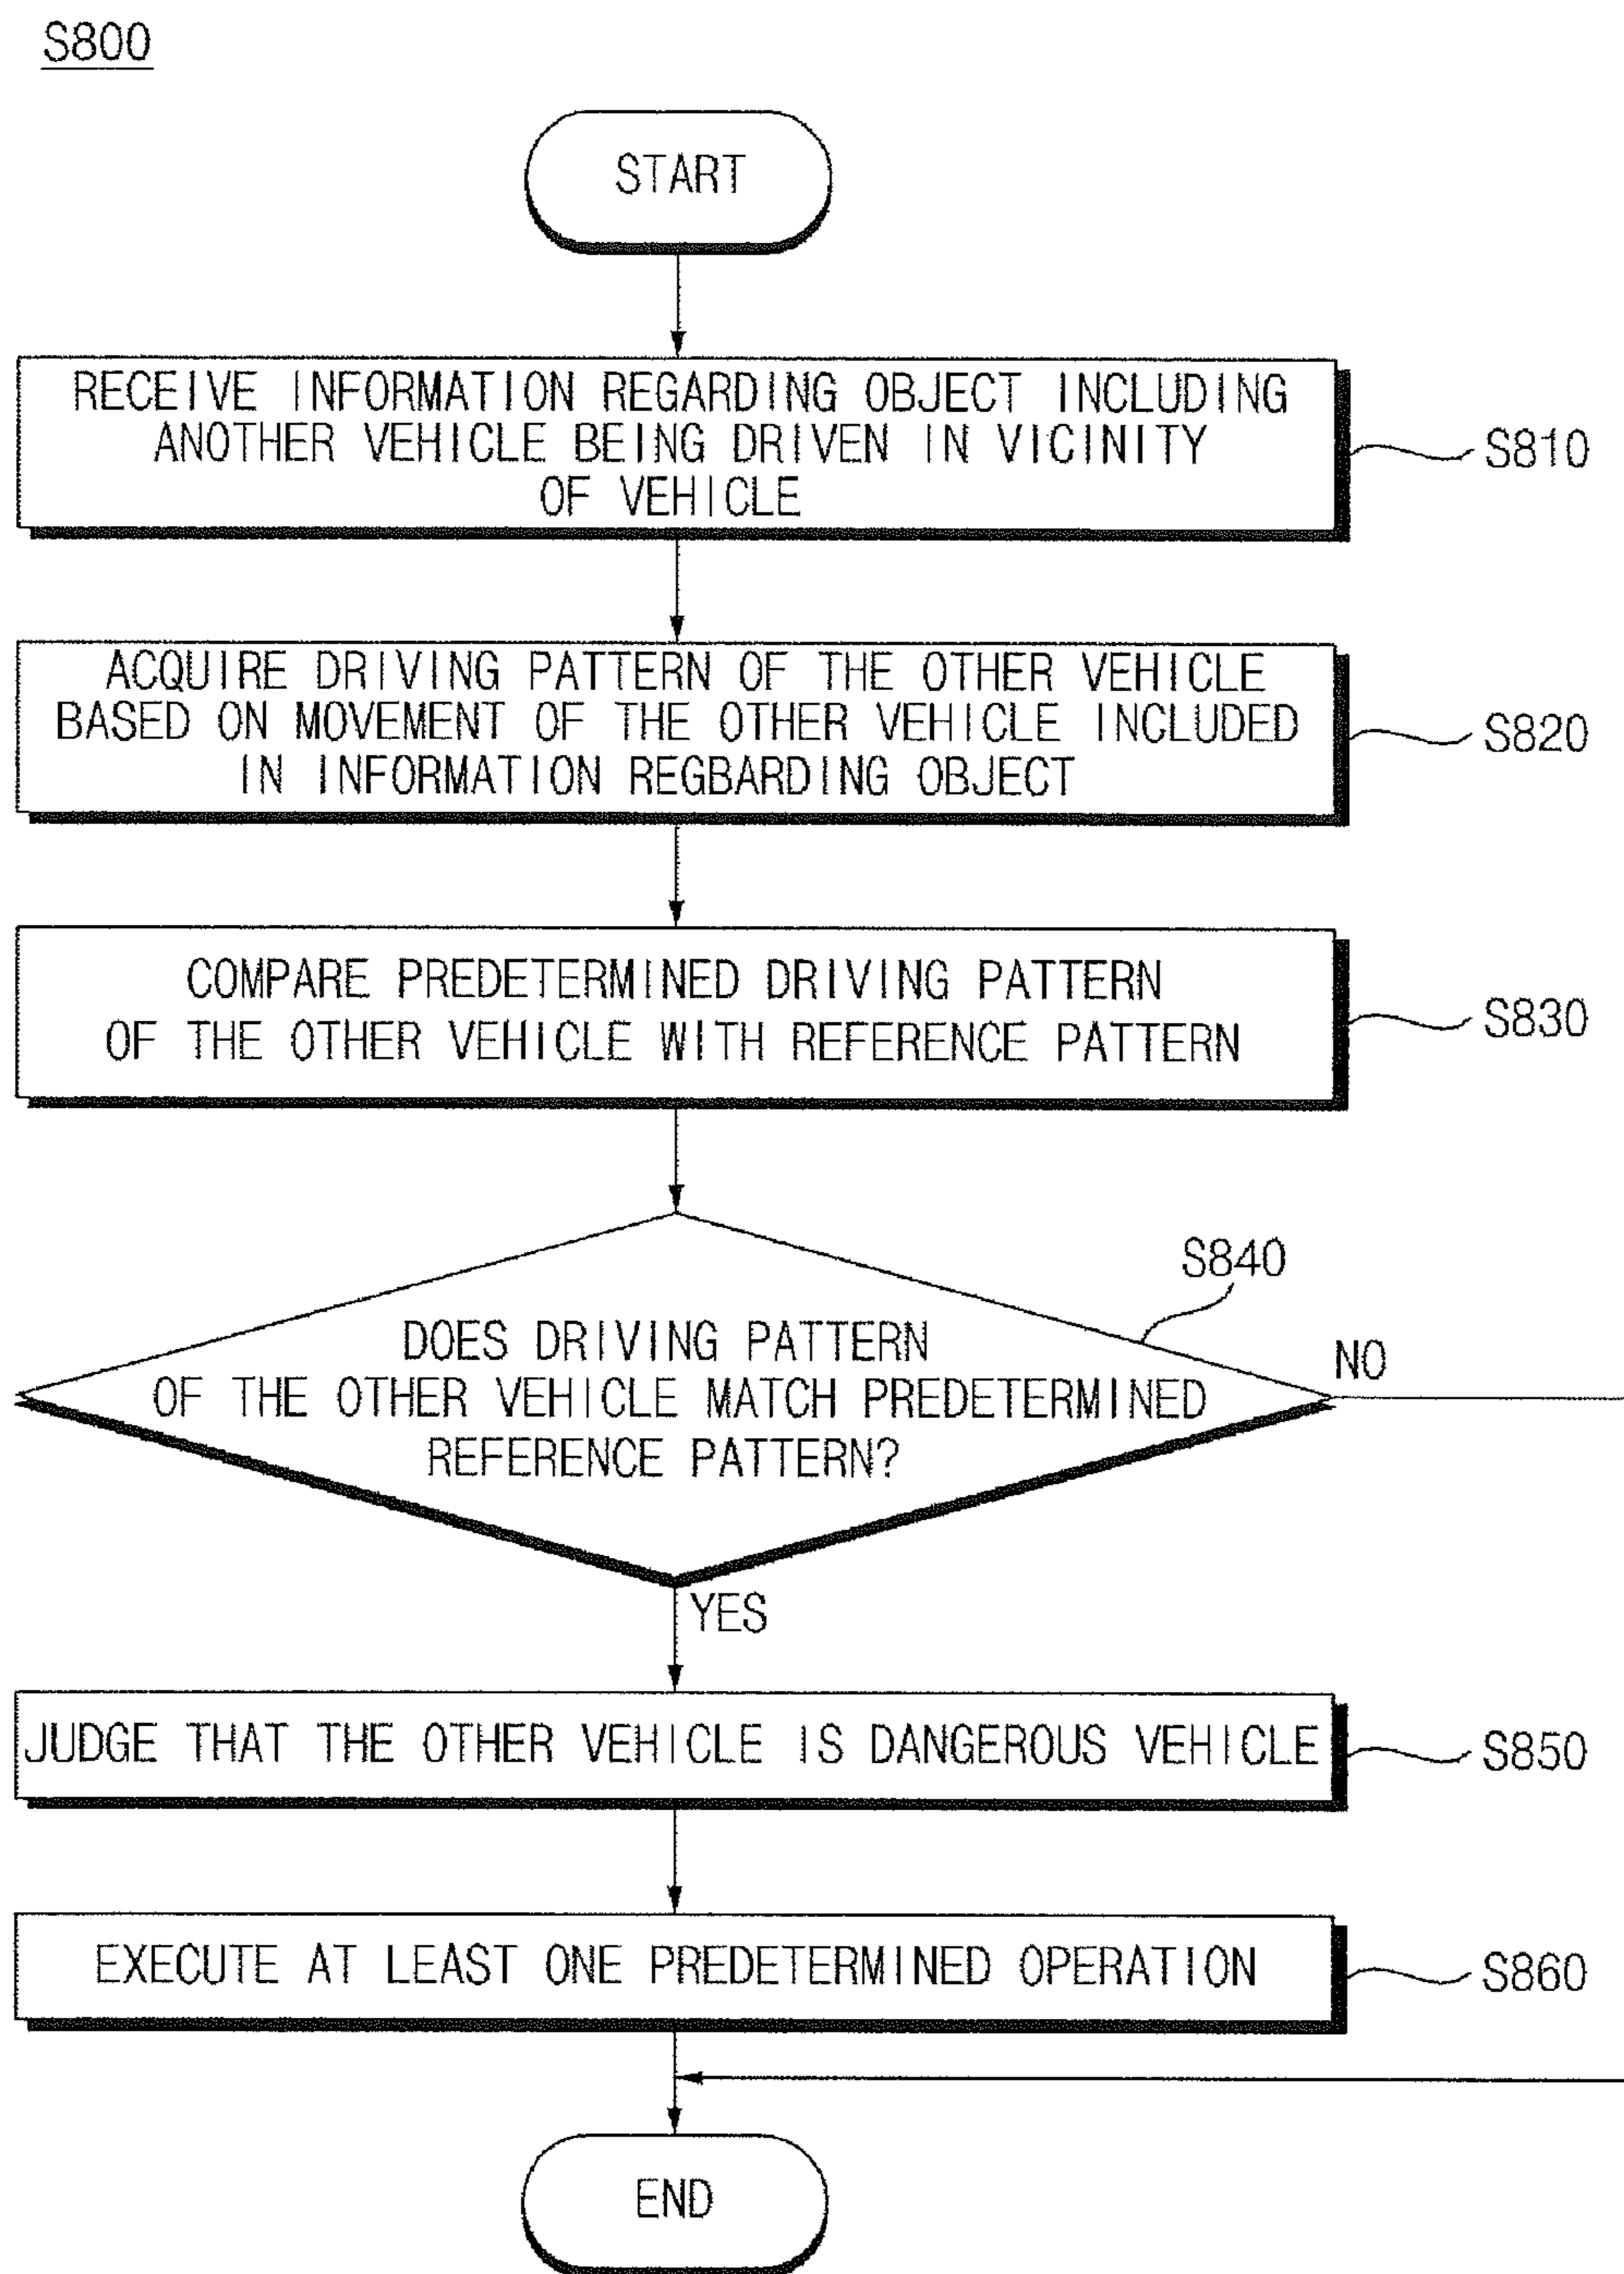 S800
START
RECEIVE INFORMATION REGARDING OBJECT INCLUDING
ANOTHER VEHICLE BEING DRIVEN IN VICINITY
OF VEHICLE
S810
ACQUIRE DRIVING PATTERN OF THE OTHER VEHICLE
BASED ON MOVEMENT OF THE OTHER VEHICLE INCLUDED
IN INFORMATION REGBARDING OBJECT
S820
COMPARE PREDETERMINED DRIVING PATTERN
OF THE OTHER VEHICLE WITH REFERENCE PATTERN
S830
S840
DOES DRIVING PATTERN
OF THE OTHER VEHICLE MATCH PREDETERMINED
REFERENCE PATTERN?
NO
YES
JUDGE THAT THE OTHER VEHICLE IS DANGEROUS VEHICLE
S850
EXECUTE AT LEAST ONE PREDETERMINED OPERATION
S860
END